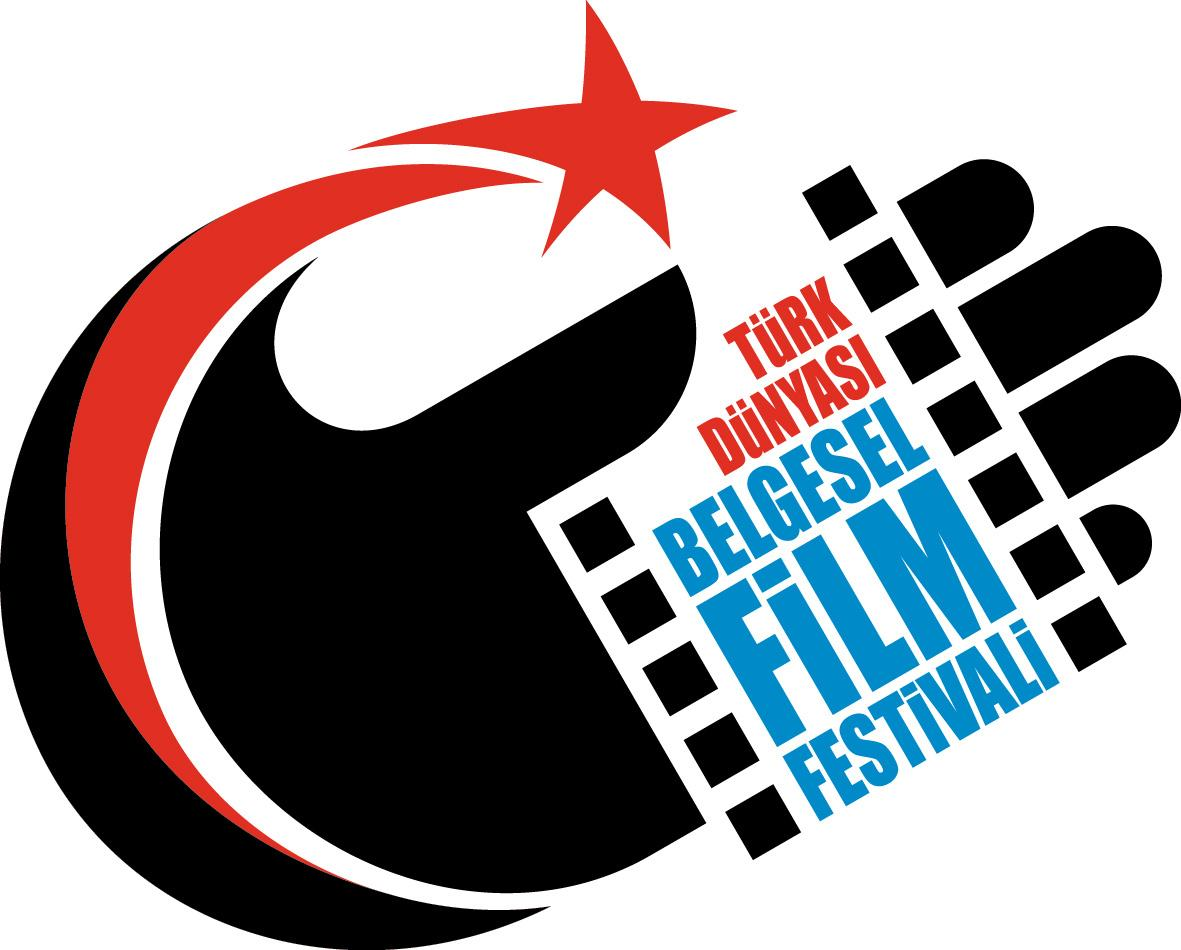 TÜRK
DÜNYASI
BELGESEL
FİLM
FESTİVALİ